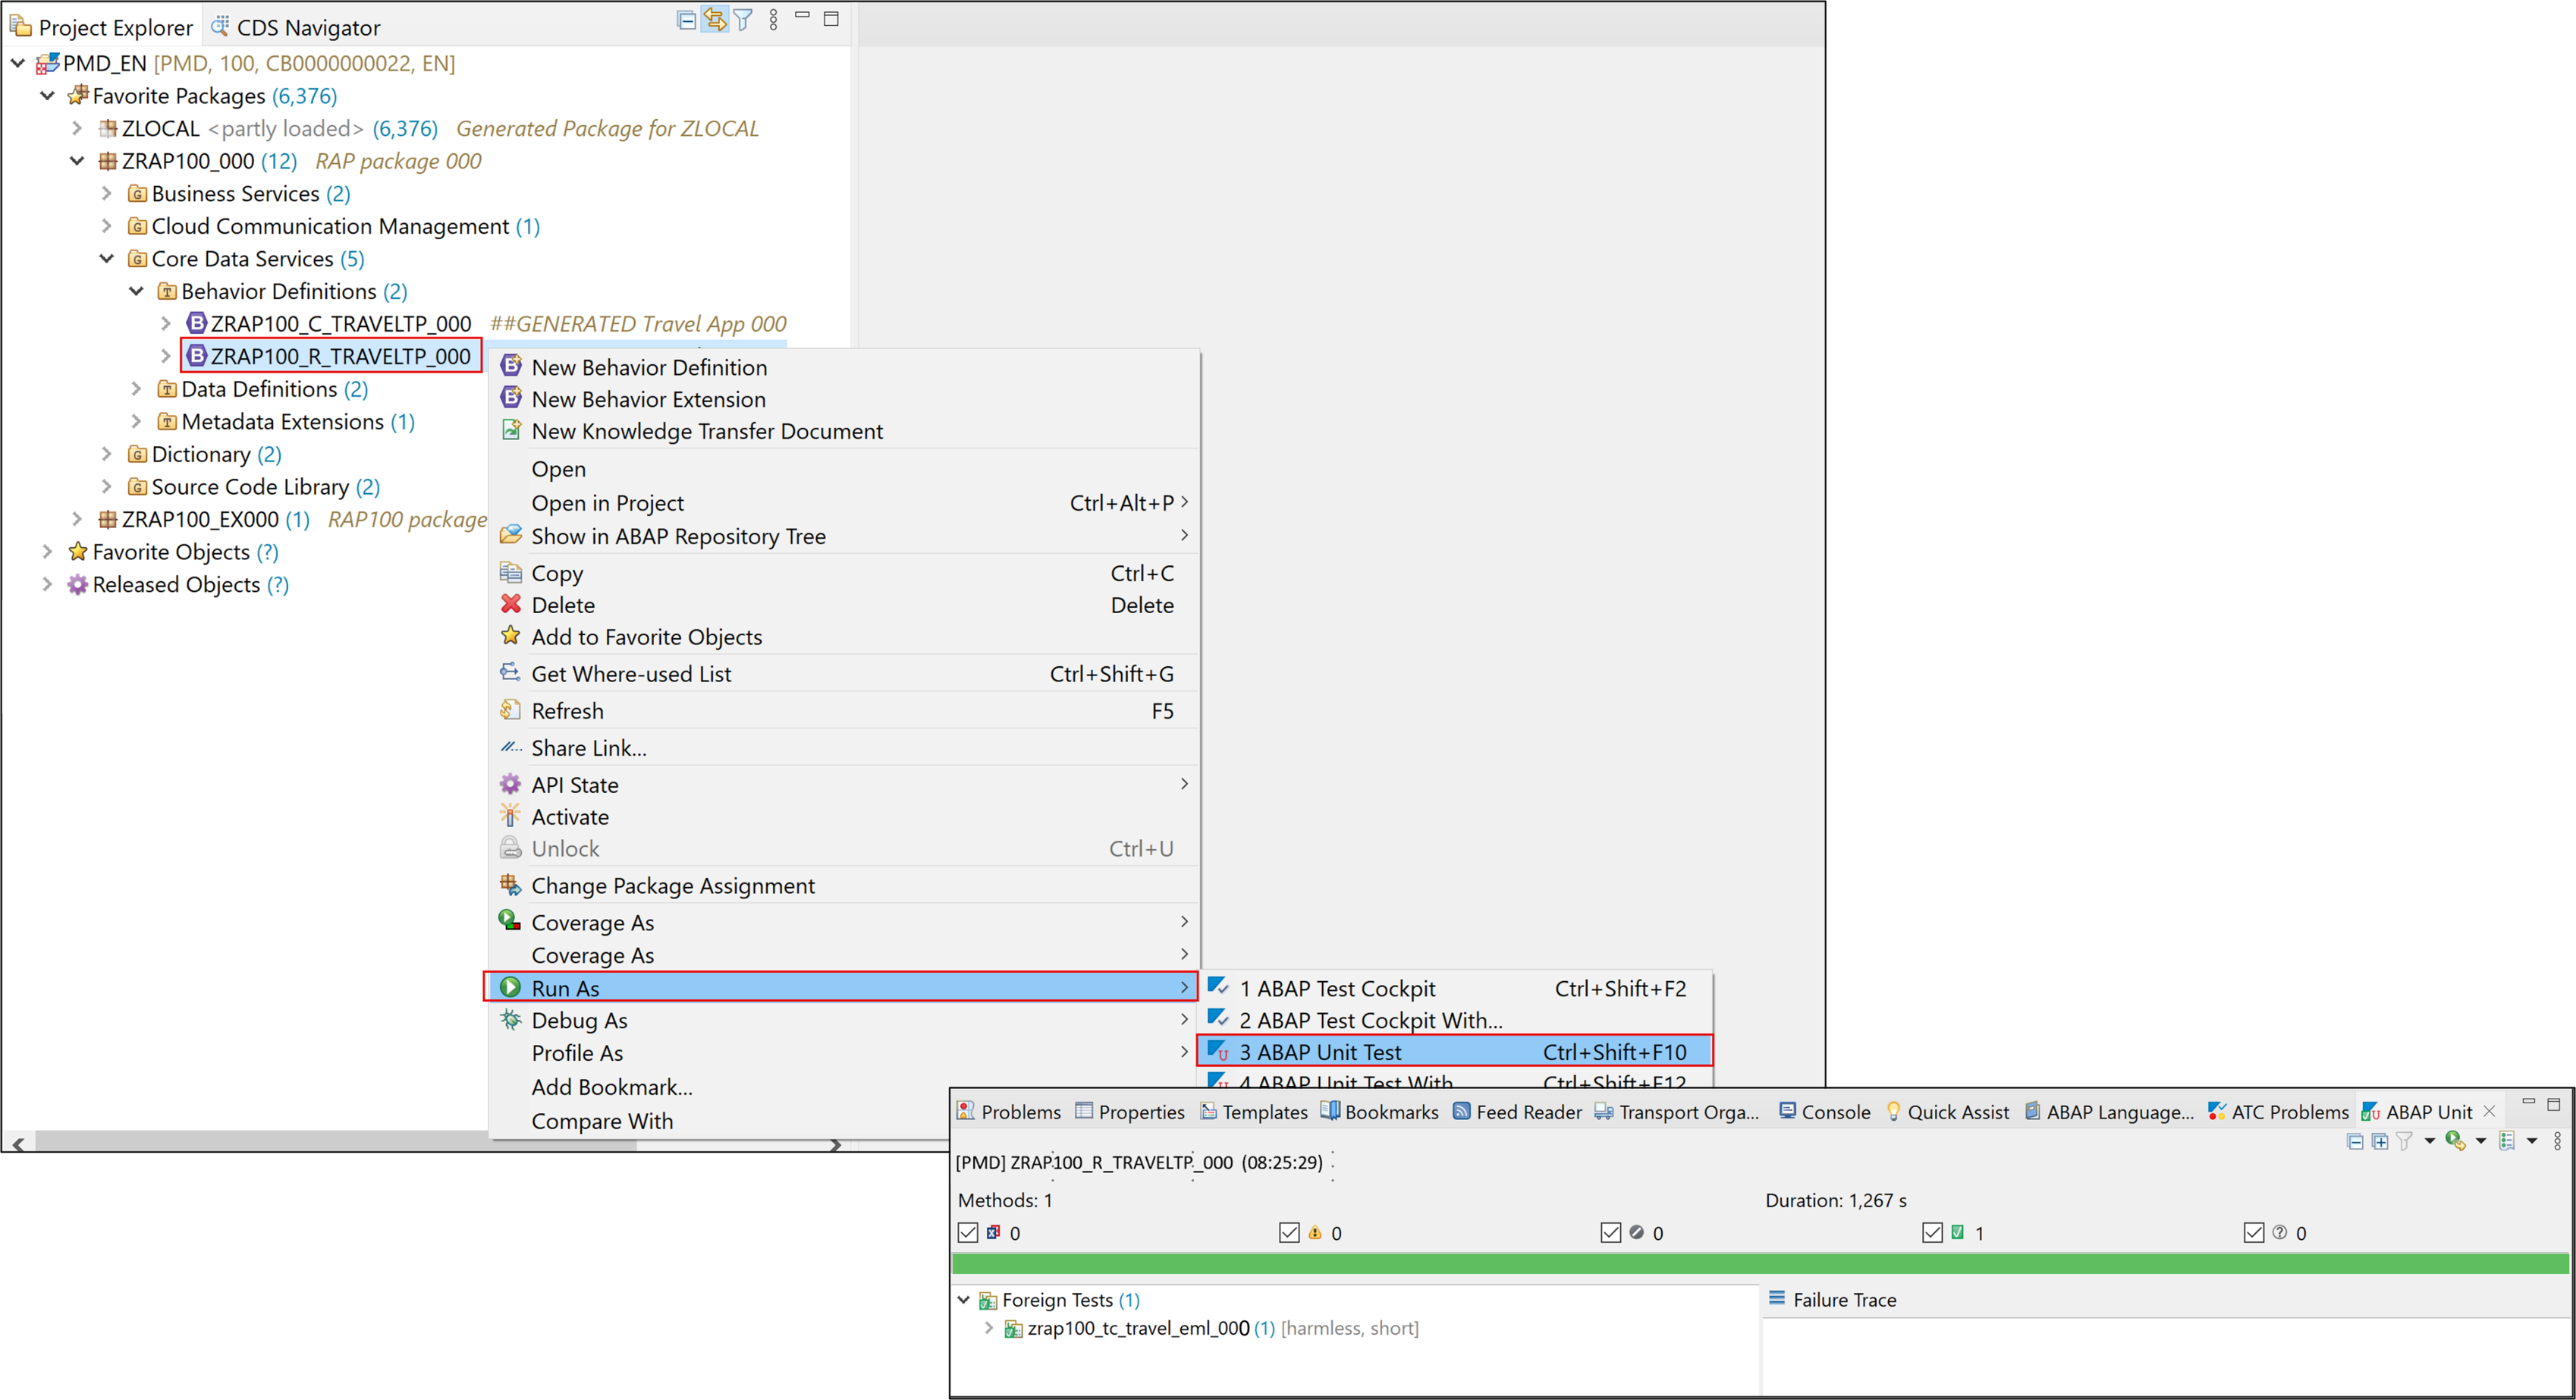 Project Explorer CDS Navigator
PMD_EN [PMD, 100, CB0000000022, EN]
Favorite Packages (6,376)
ZLOCAL <partly loaded> (6,376) Generated Package for ZLOCAL
ZRAP100_000 (12) RAP package 000
Business Services (2)
Cloud Communication Management (1)
Core Data Services (5)
Behavior Definitions (2)
ZRAP100_C_TRAVELTP_000 ##GENERATED Travel App 000
ZRAP100_R_TRAVELTP_000
Data Definitions (2)
Metadata Extensions (1)
Dictionary (2)
Source Code Library (2)
ZRAP100_EX000 (1) RAP100 package
Favorite Objects (?)
Released Objects (?)
New Behavior Definition
New Behavior Extension
New Knowledge Transfer Document
Open
Open in Project Ctrl+Alt+P
Show in ABAP Repository Tree
Copy Ctrl+C
Delete Delete
Add to Favorite Objects
Get Where-used List Ctrl+Shift+G
Refresh F5
Share Link...
API State
Activate
Unlock Ctrl+U
Change Package Assignment
Coverage As
Coverage As
Run As
Debug As
Profile As
Add Bookmark...
Compare With
1 ABAP Test Cockpit Ctrl+Shift+F2
2 ABAP Test Cockpit With...
3 ABAP Unit Test Ctrl+Shift+F10
4 ABAP Unit Test With Ctrl+Shift+F12
Problems Properties Templates Bookmarks Feed Reader Transport Orga... Console Quick Assist ABAP Language... ATC Problems ABAP Unit
[PMD] ZRAP100_R_TRAVELTP_000 (08:25:29)
Methods: 1 Duration: 1,267 s
0 0 0 1 0
Foreign Tests (1)
zrap100_tc_travel_eml_000 (1) [harmless, short]
Failure Trace